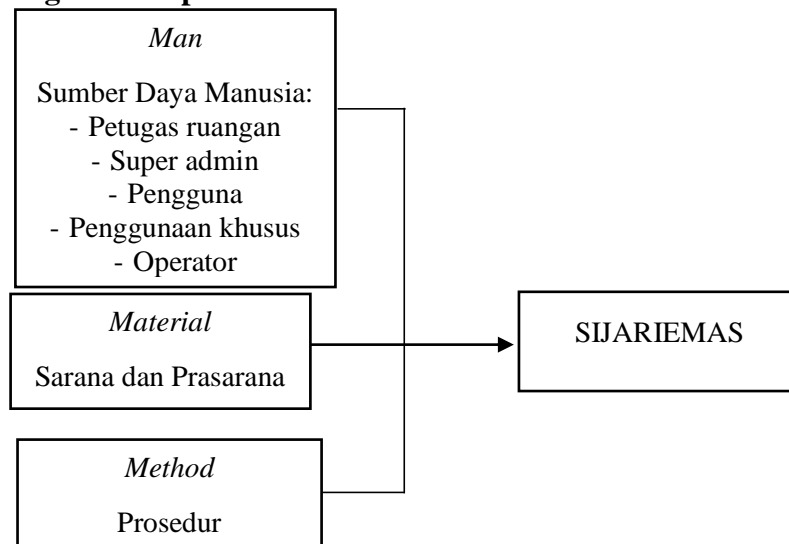 Man
Sumber Daya Manusia:
- Petugas ruangan
- Super admin
- Pengguna
- Penggunaan khusus
- Operator
Material
Sarana dan Prasarana
SIJARIEMAS
Method
Prosedur